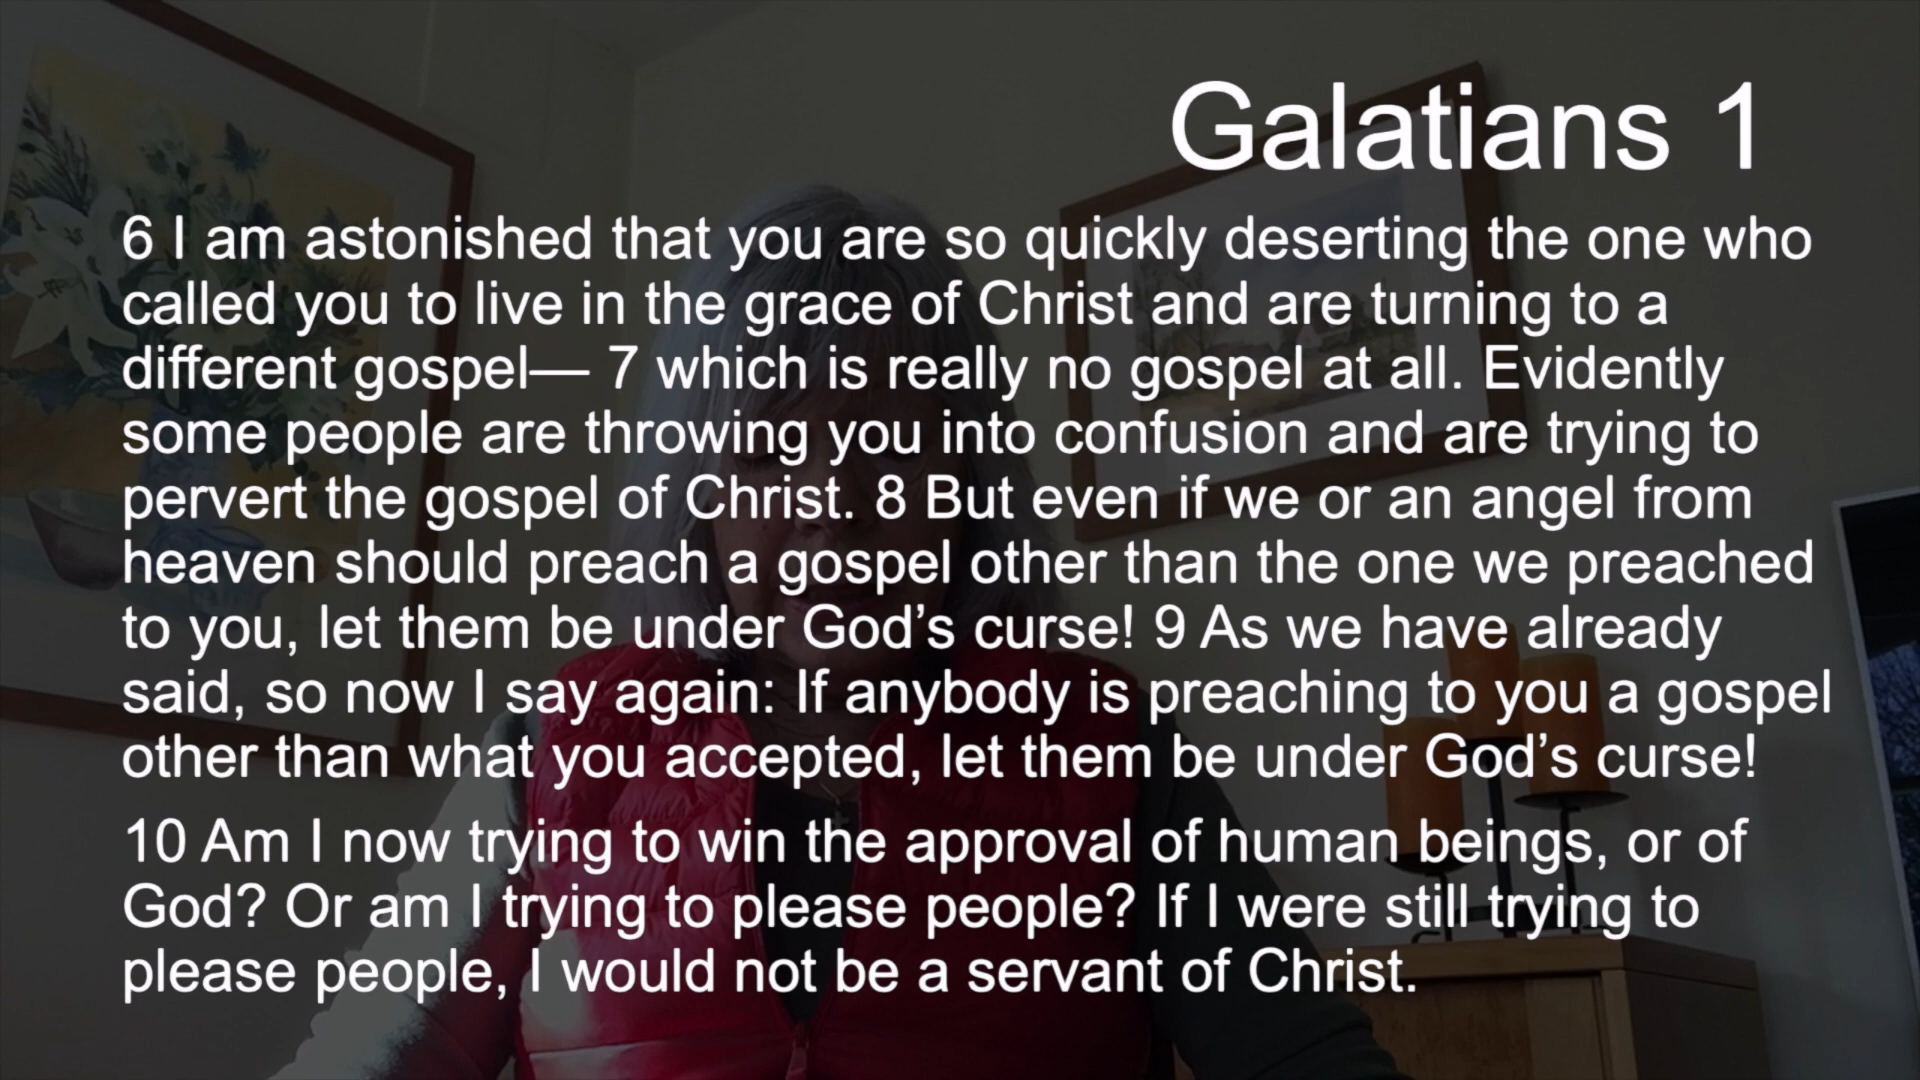 Galatians 1
6 I am astonished that you are so quickly deserting the one who
called you to live in the grace of Christ and are turning to a
different gospel— 7 which is really no gospel at all. Evidently
some people are throwing you into confusion and are trying to
pervert the gospel of Christ. 8 But even if we or an angel from
heaven should preach a gospel other than the one we preached
to you, let them be under God’s curse! 9 As we have already
said, so now I say again: If anybody is preaching to you a gospel
other than what you accepted, let them be under God’s curse!
10 Am I now trying to win the approval of human beings, or of
God? Or am I trying to please people? If I were still trying to
please people, I would not be a servant of Christ.